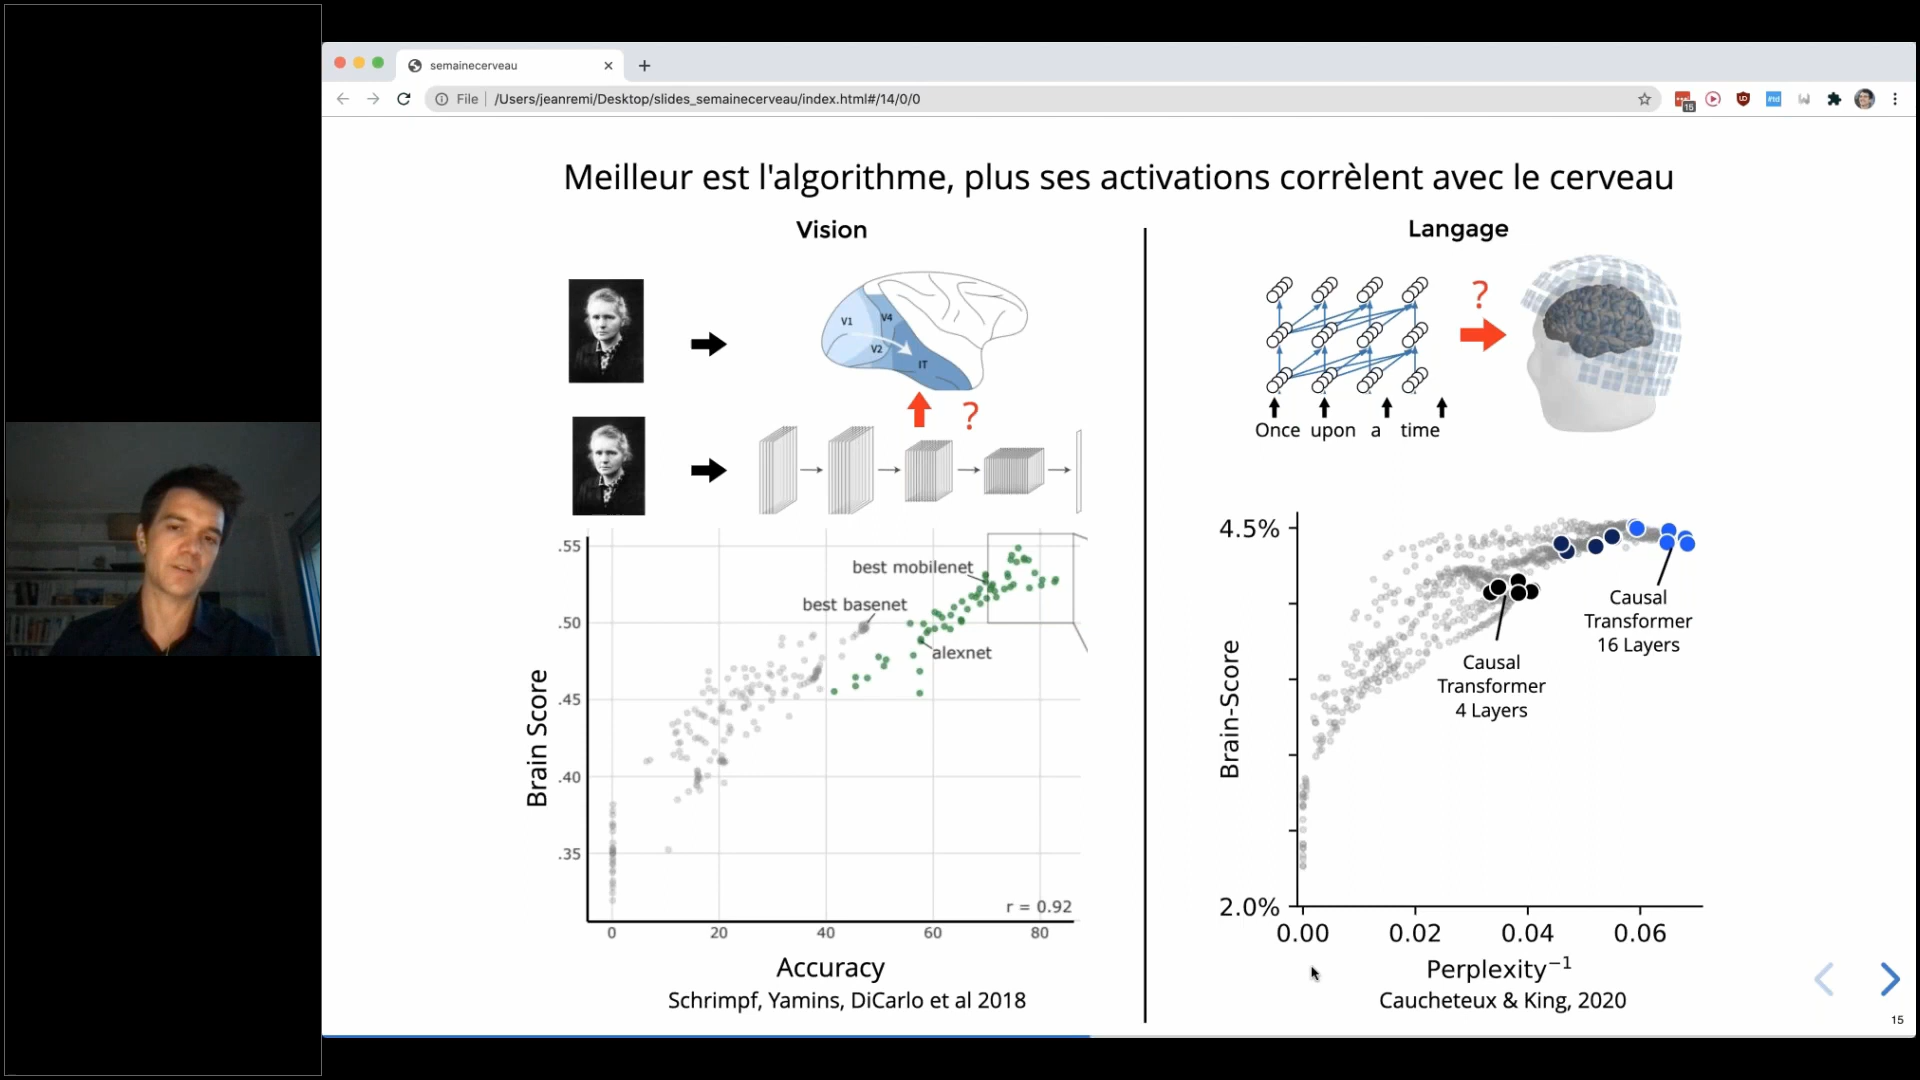 semainecerveau
File /Users/jeanremi/Desktop/slides_semainecerveau/index.html#/14/0/0
15
Meilleur est l'algorithme, plus ses activations corrèlent avec le cerveau
Vision
V1
V4
V2
IT
?
.55
.50
.45
.40
.35
Brain Score
best mobilenet
best basenet
alexnet
r = 0.92
0 20 40 60 80
Accuracy
Schrimpf, Yamins, DiCarlo et al 2018
Langage
?
Once upon a time
4.5%
2.0%
Brain-Score
Causal
Transformer
16 Layers
Causal
Transformer
4 Layers
0.00 0.02 0.04 0.06
Perplexity⁻¹
Caucheteux & King, 2020
15